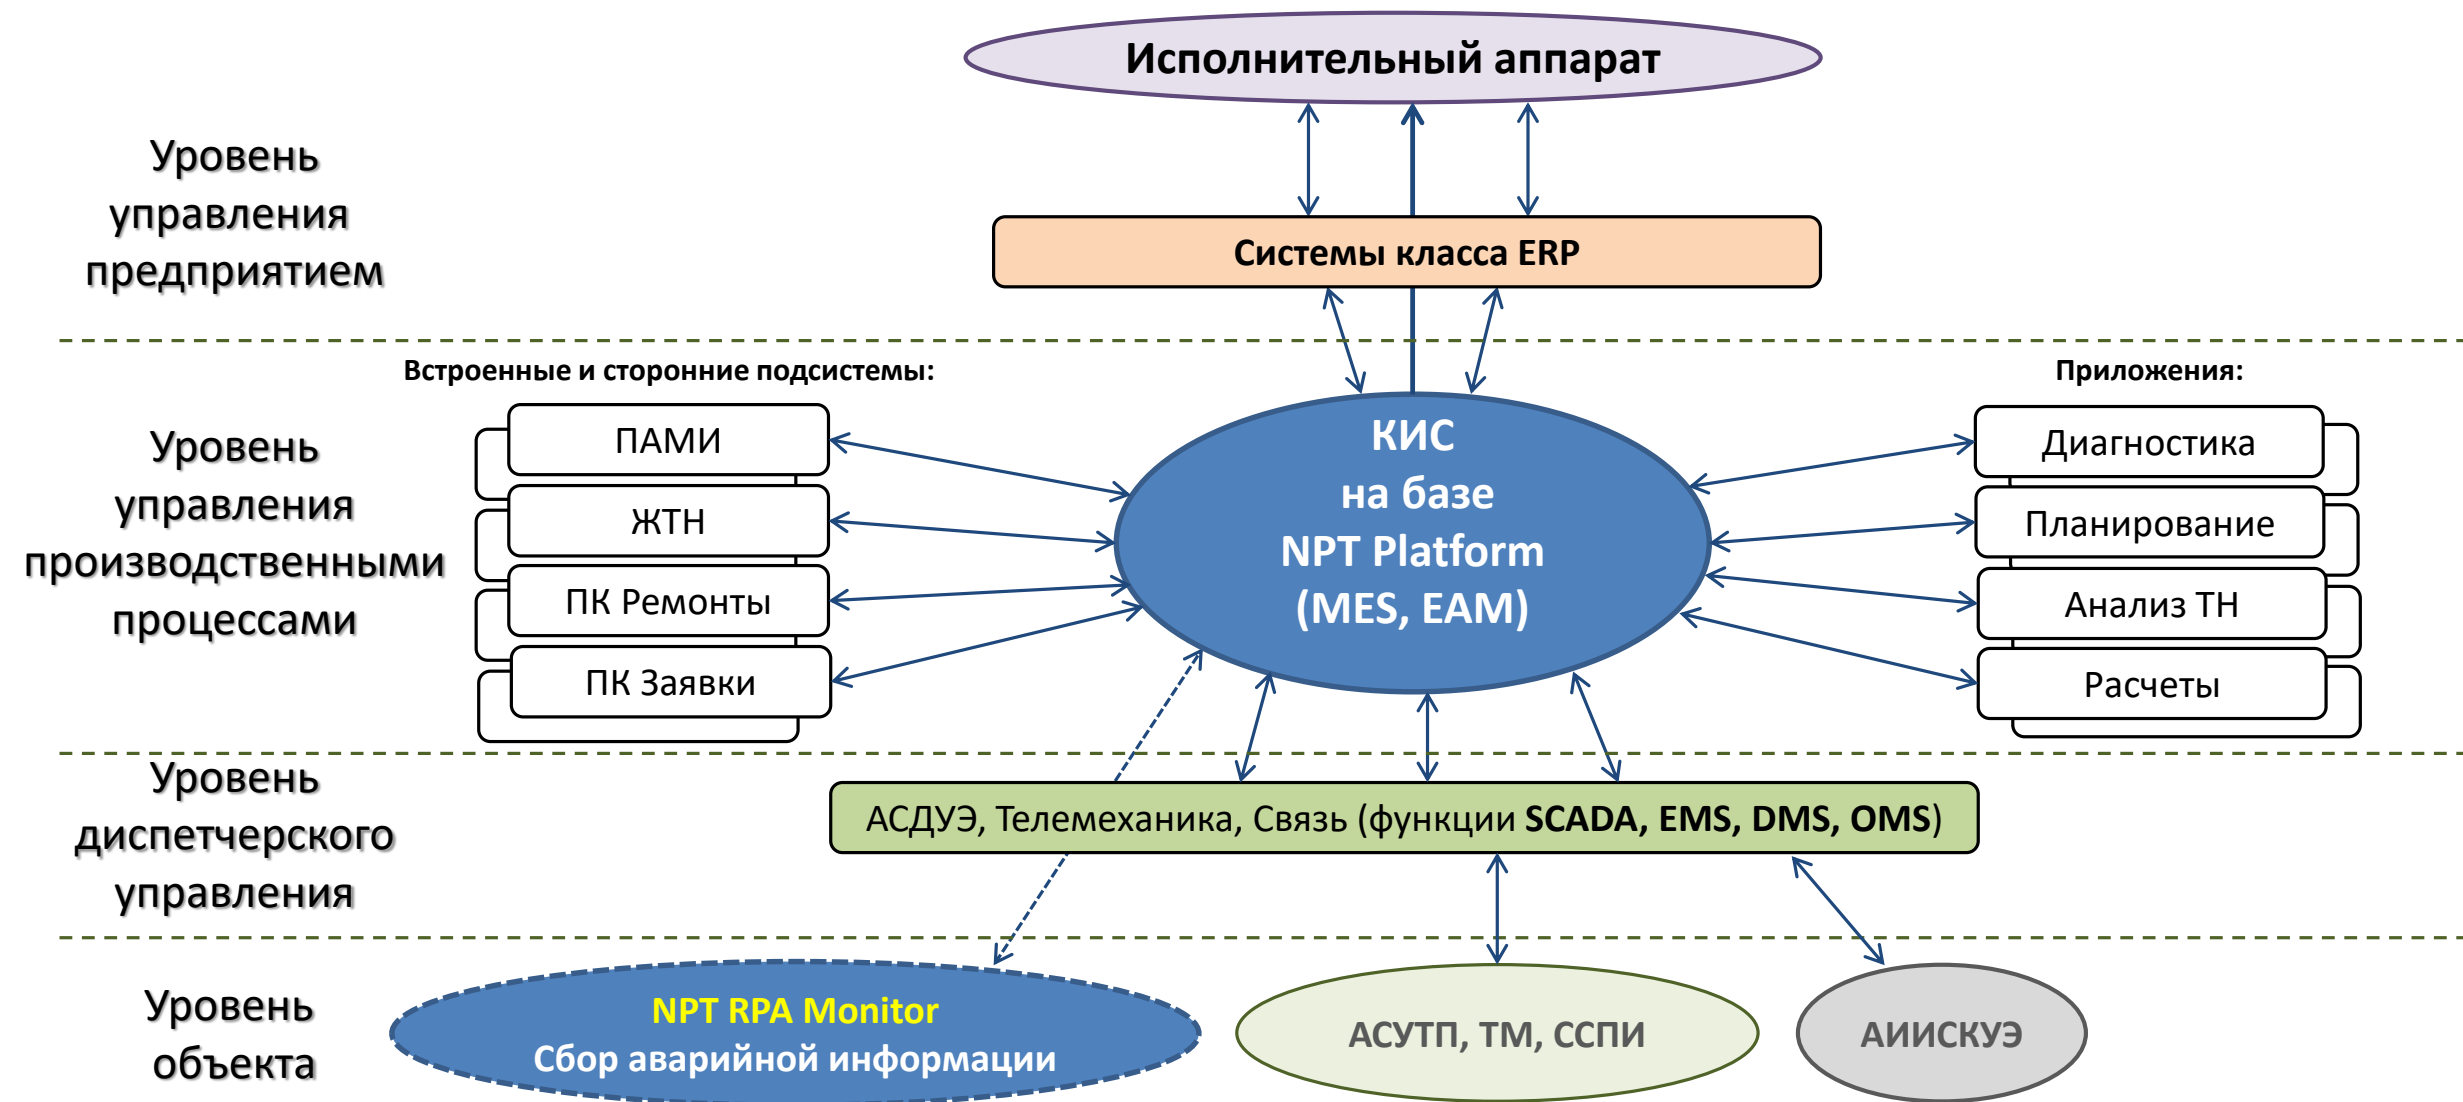 Исполнительный аппарат
Уровень
управления
предприятием
Системы класса ERP
Встроенные и сторонние подсистемы:
Приложения:
Уровень
управления
производственными
процессами
ПАМИ
ЖТН
ПК Ремонты
ПК Заявки
КИС
на базе
NPT Platform
(MES, EAM)
Диагностика
Планирование
Анализ ТН
Расчеты
Уровень
диспетчерского
управления
АСДУЭ, Телемеханика, Связь (функции SCADA, EMS, DMS, OMS)
Уровень
объекта
NPT RPA Monitor
Сбор аварийной информации
АСУТП, ТМ, ССПИ
АИИСКУЭ